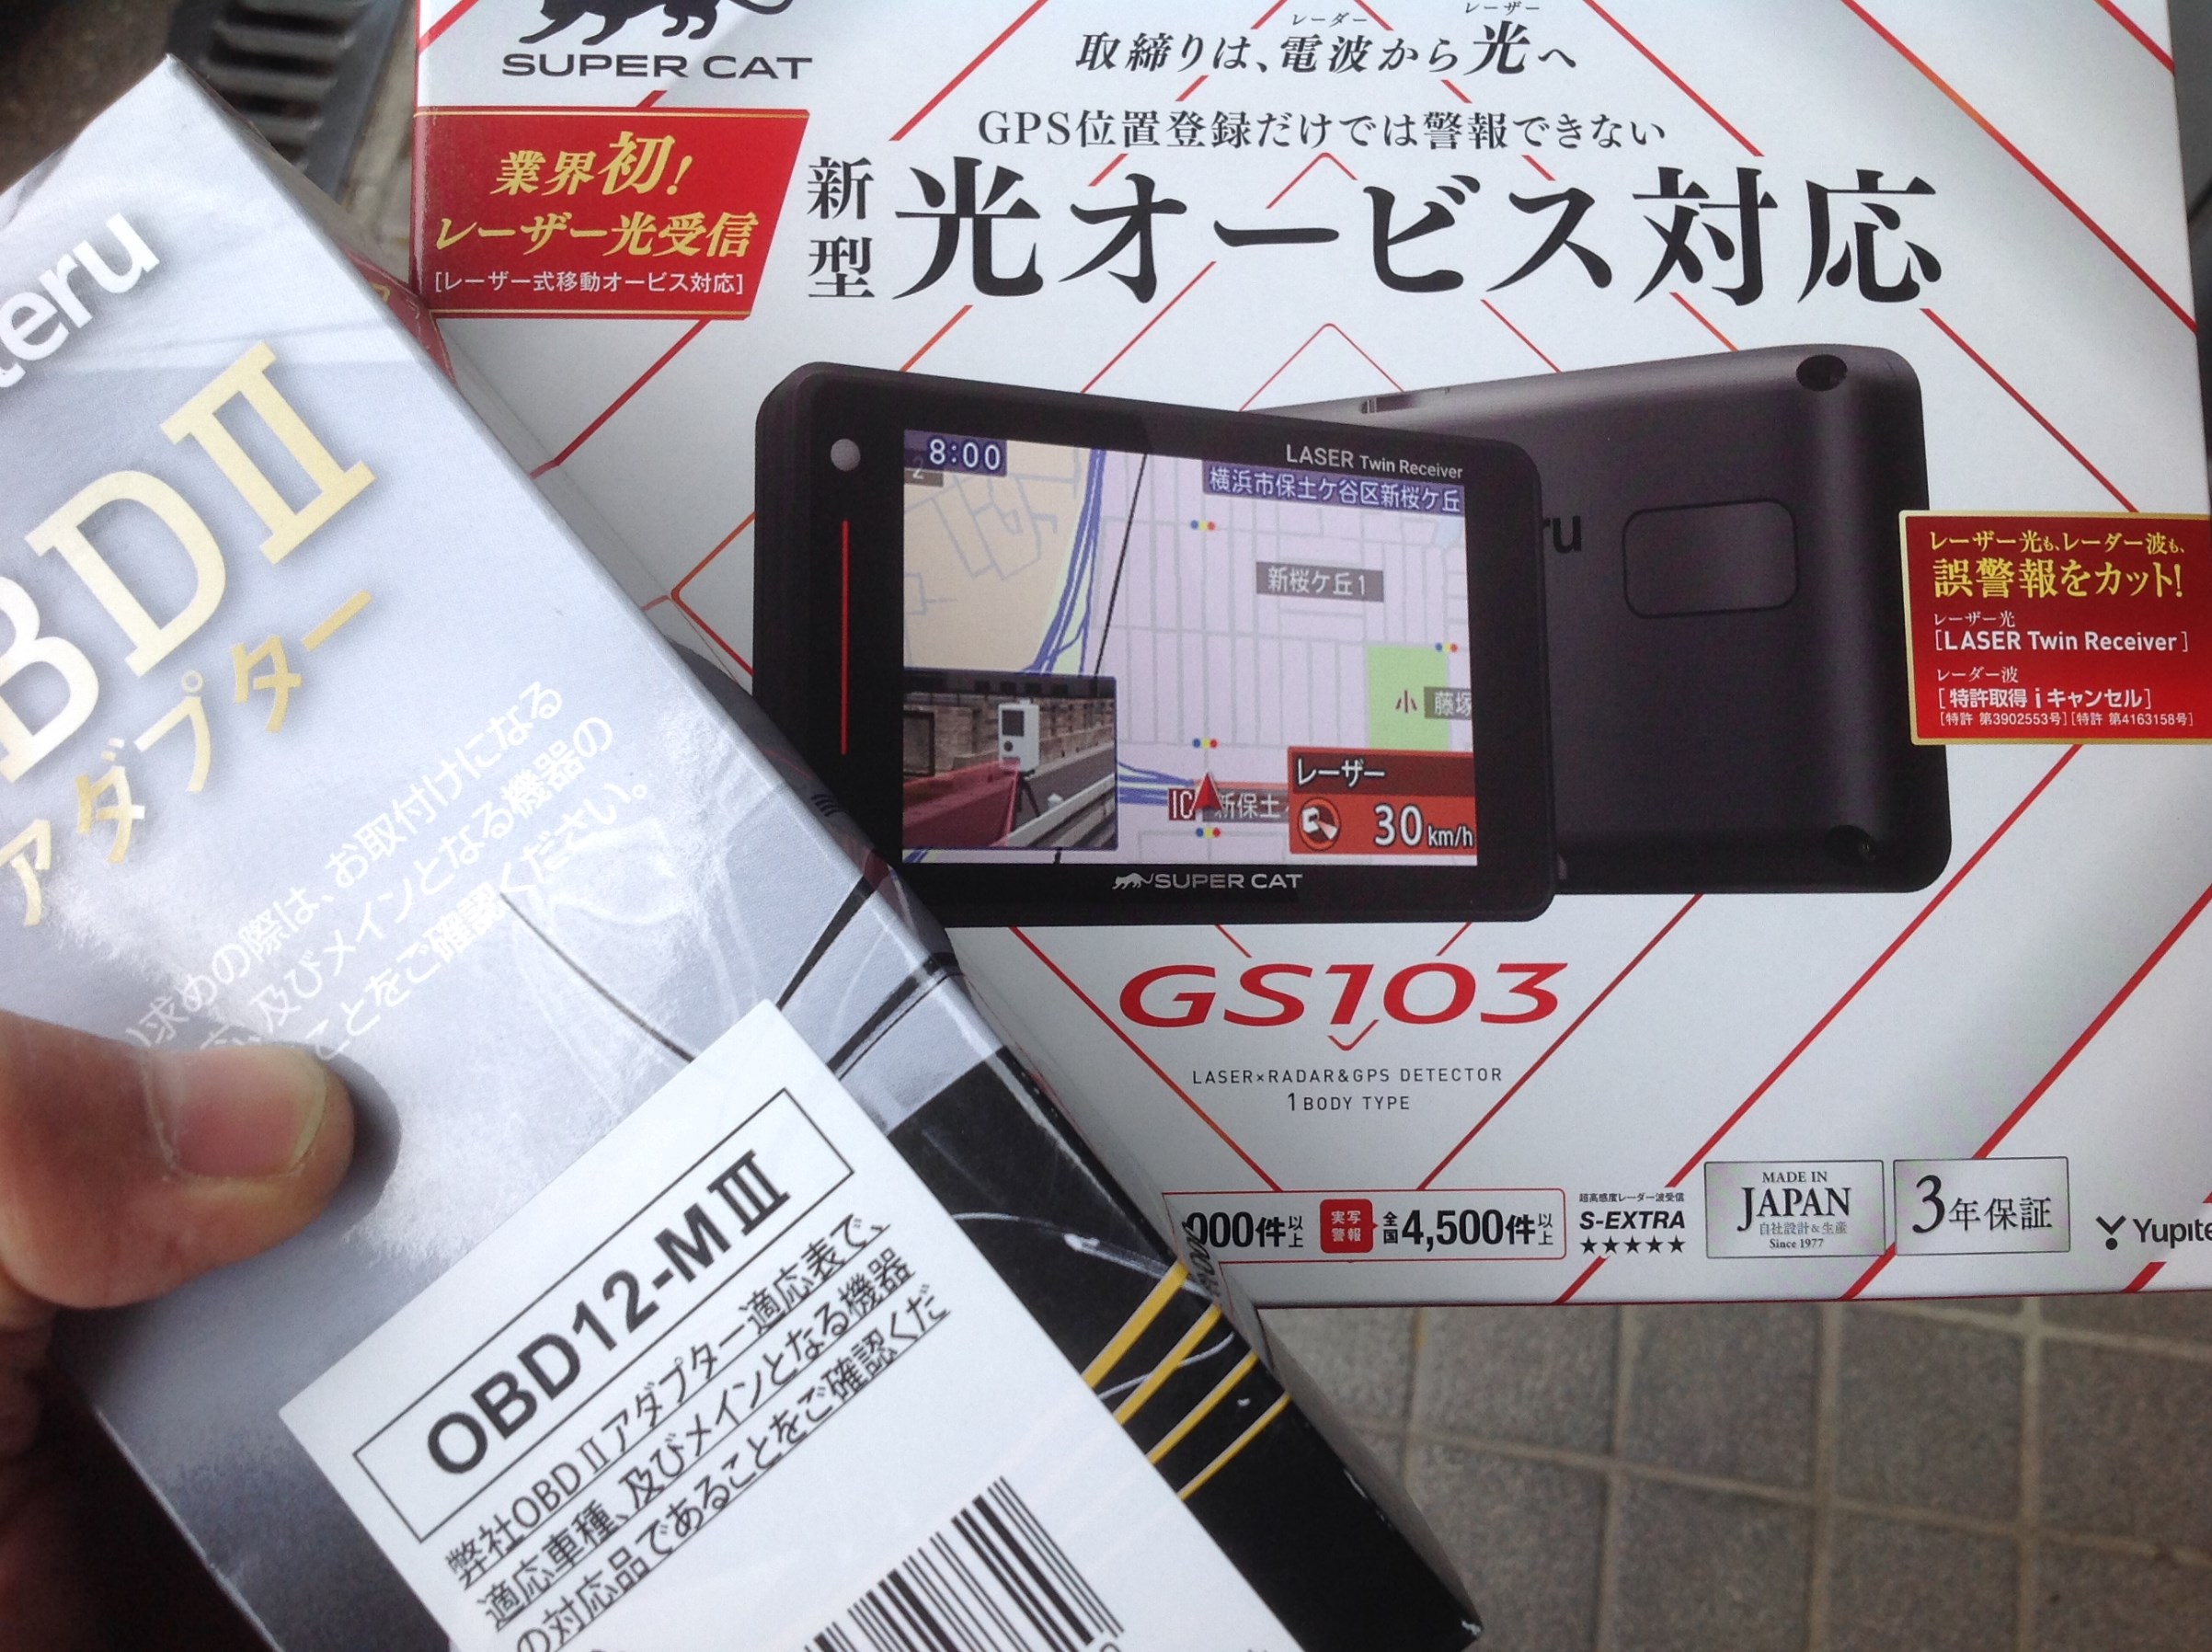 SUPER CAT
レーダー レーザー
取締りは、電波から光へ
GPS位置登録だけでは警報できない
新型 光オービス対応
業界初!
レーザー光受信
[レーザー式移動オービス対応]
8:00
LASER Twin Receiver
横浜市保土ケ谷区新桜ケ丘
2
新桜ケ丘1
小 藤塚
IC 新保土
レーザー
30km/h
SUPER CAT
ru
レーザー光も、レーダー波も、
誤警報をカット!
レーザー光
[LASER Twin Receiver]
レーダー波
[特許取得 i キャンセル]
[特許 第3902553号][特許 第4163158号]
GS103
LASER×RADAR&GPS DETECTOR
1 BODY TYPE
000件以上
実写警報 全国4,500件以上
超高感度レーダー波受信
S-EXTRA
★★★★★
MADE IN
JAPAN
自社設計&生産
Since 1977
3年保証
Yupite
teru
BDⅡ
アダプター
求めの際は、お取付けになる
及びメインとなる機器の
ことをご確認ください。
OBD12-MⅢ
弊社OBDⅡアダプター適応表で、
適応車種、及びメインとなる機器
の対応品であることをご確認くだ